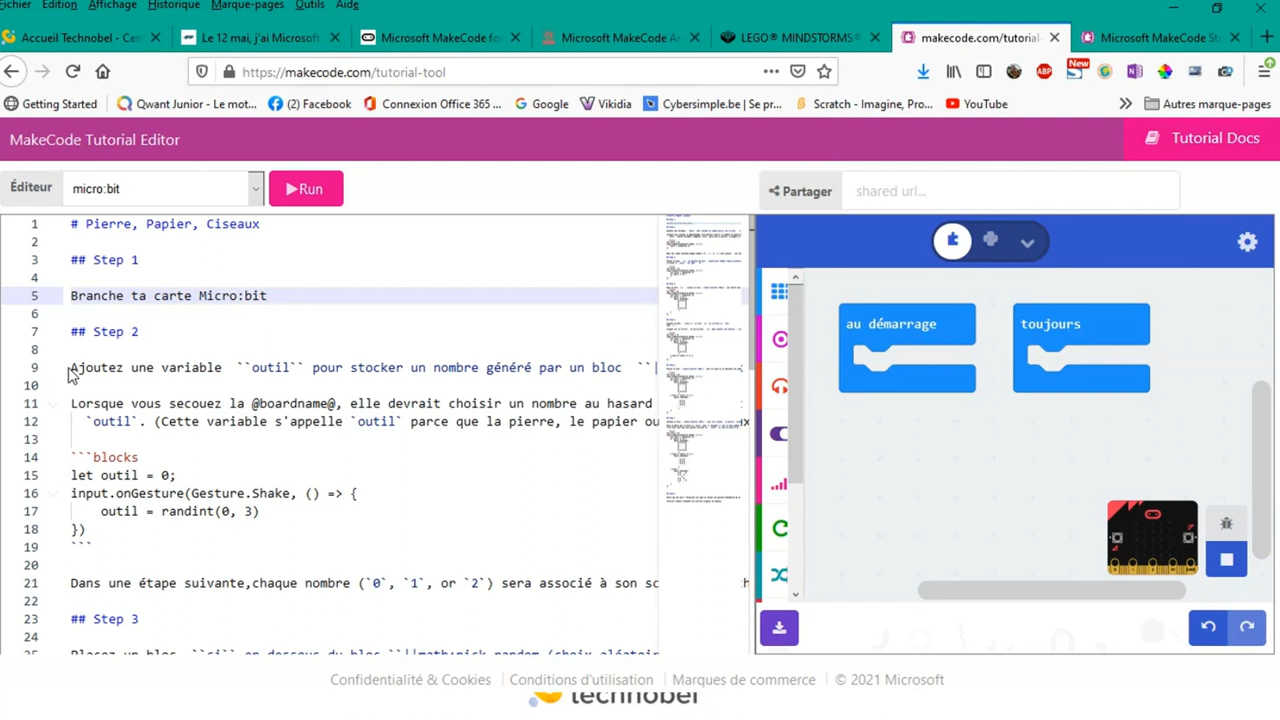 Fichier Edition Affichage Historique Marque-pages Outils Aide
Accueil Technobel - Cen
Le 12 mai, j'ai Microsoft
Microsoft MakeCode for
Microsoft MakeCode Ar
LEGO® MINDSTORMS®
makecode.com/tutorial-
Microsoft MakeCode Str
https://makecode.com/tutorial-tool
New
ABP
Getting Started
Qwant Junior - Le mot...
(2) Facebook
Connexion Office 365 ...
Google
Vikidia
Cybersimple.be | Se pr...
Scratch - Imagine, Pro...
YouTube
Autres marque-pages
MakeCode Tutorial Editor
Tutorial Docs
Éditeur
micro:bit
Run
Partager
shared url...
1 # Pierre, Papier, Ciseaux
2
3 ## Step 1
4
5 Branche ta carte Micro:bit
6
7 ## Step 2
8
9 Ajoutez une variable ``outil`` pour stocker un nombre généré par un bloc ``|
10
11 Lorsque vous secouez la @boardname@, elle devrait choisir un nombre au hasard
12 `outil`. (Cette variable s'appelle `outil` parce que la pierre, le papier ou
13
14 ```blocks
15 let outil = 0;
16 input.onGesture(Gesture.Shake, () => {
17 outil = randint(0, 3)
18 })
19 ```
20
21 Dans une étape suivante,chaque nombre (`0`, `1`, or `2`) sera associé à son
22
23 ## Step 3
24
au démarrage
toujours
Confidentialité & Cookies
Conditions d'utilisation
Marques de commerce
© 2021 Microsoft
technobel